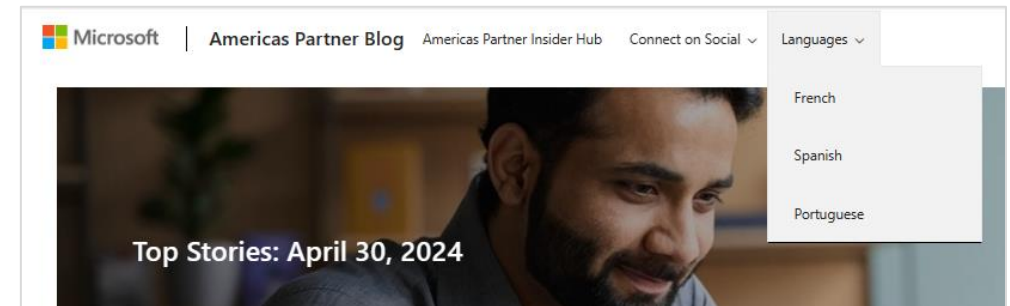 Microsoft Americas Partner Blog Americas Partner Insider Hub Connect on Social Languages
French
Spanish
Portuguese
Top Stories: April 30, 2024